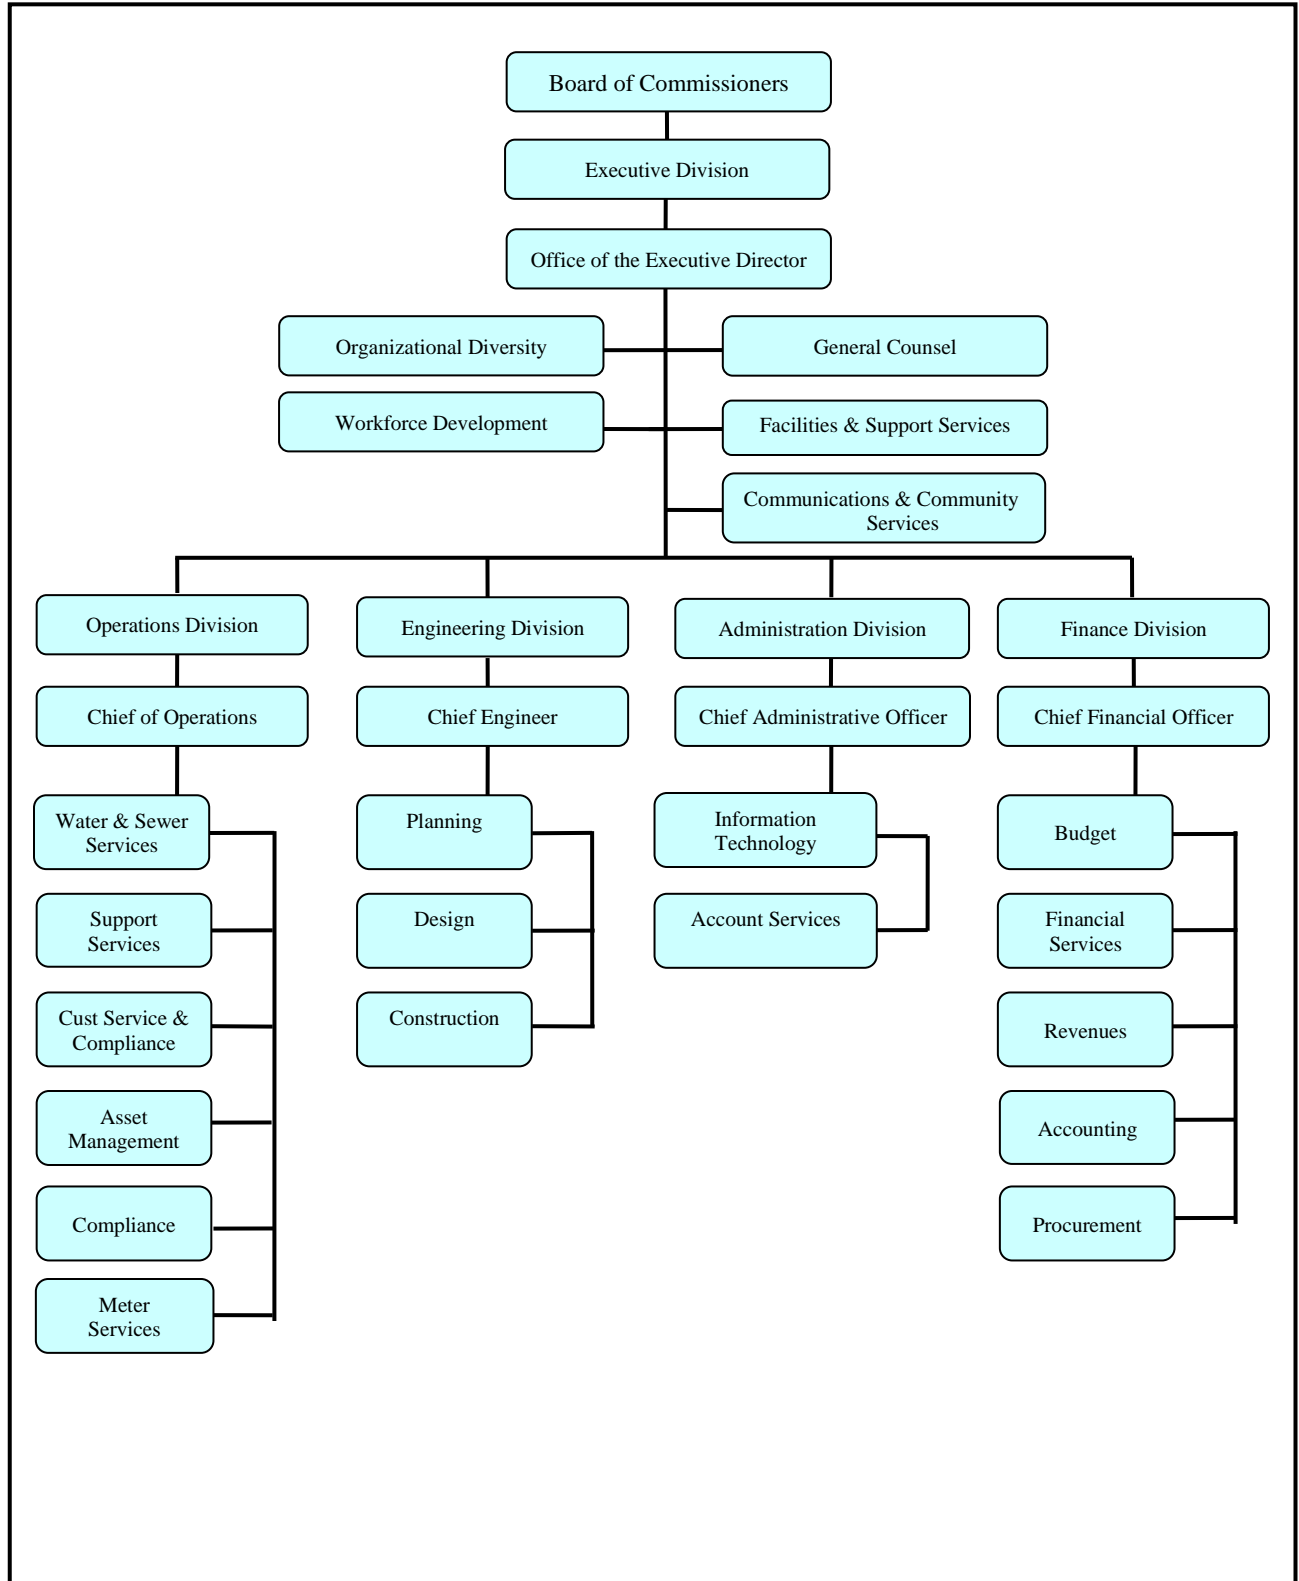 Board of Commissioners
Executive Division
Office of the Executive Director
Organizational Diversity
General Counsel
Workforce Development
Facilities & Support Services
Communications & Community
Services
Operations Division
Engineering Division
Administration Division
Finance Division
Chief of Operations
Chief Engineer
Chief Administrative Officer
Chief Financial Officer
Water & Sewer
Services
Planning
Information
Technology
Budget
Support
Services
Design
Account Services
Financial
Services
Cust Service &
Compliance
Construction
Revenues
Asset
Management
Accounting
Compliance
Procurement
Meter
Services